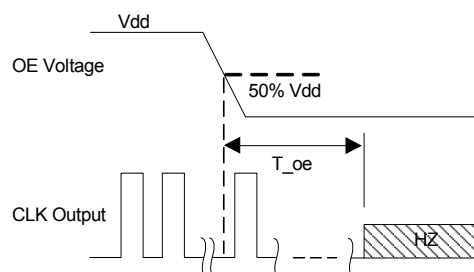 Vdd
OE Voltage
50% Vdd
T_oe
CLK Output
HZ